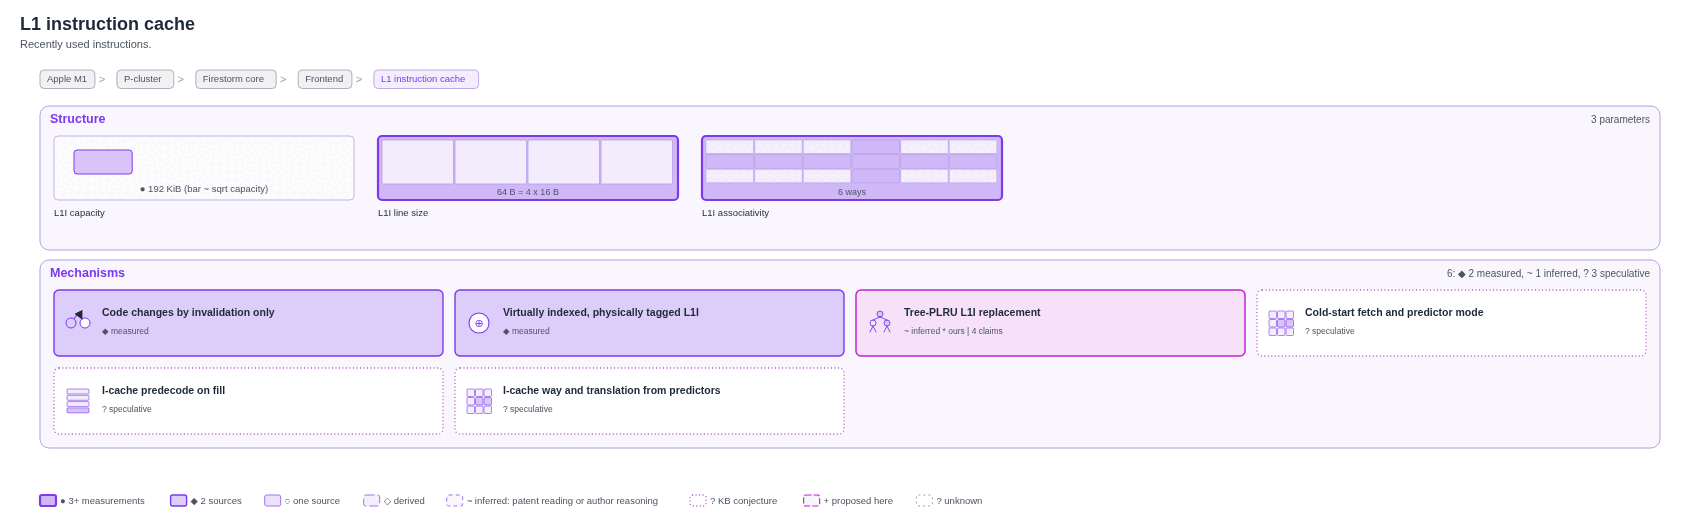 L1 instruction cache
Recently used instructions.
Apple M1 > P-cluster > Firestorm core > Frontend > L1 instruction cache
Structure
3 parameters
● 192 KiB (bar ~ sqrt capacity)
64 B = 4 x 16 B
6 ways
L1I capacity
L1I line size
L1I associativity
Mechanisms
6: ◆ 2 measured, ~ 1 inferred, ? 3 speculative
Code changes by invalidation only
◆ measured
Virtually indexed, physically tagged L1I
◆ measured
Tree-PLRU L1I replacement
~ inferred * ours | 4 claims
Cold-start fetch and predictor mode
? speculative
I-cache predecode on fill
? speculative
I-cache way and translation from predictors
? speculative
● 3+ measurements
◆ 2 sources
○ one source
◇ derived
~ inferred: patent reading or author reasoning
? KB conjecture
+ proposed here
? unknown